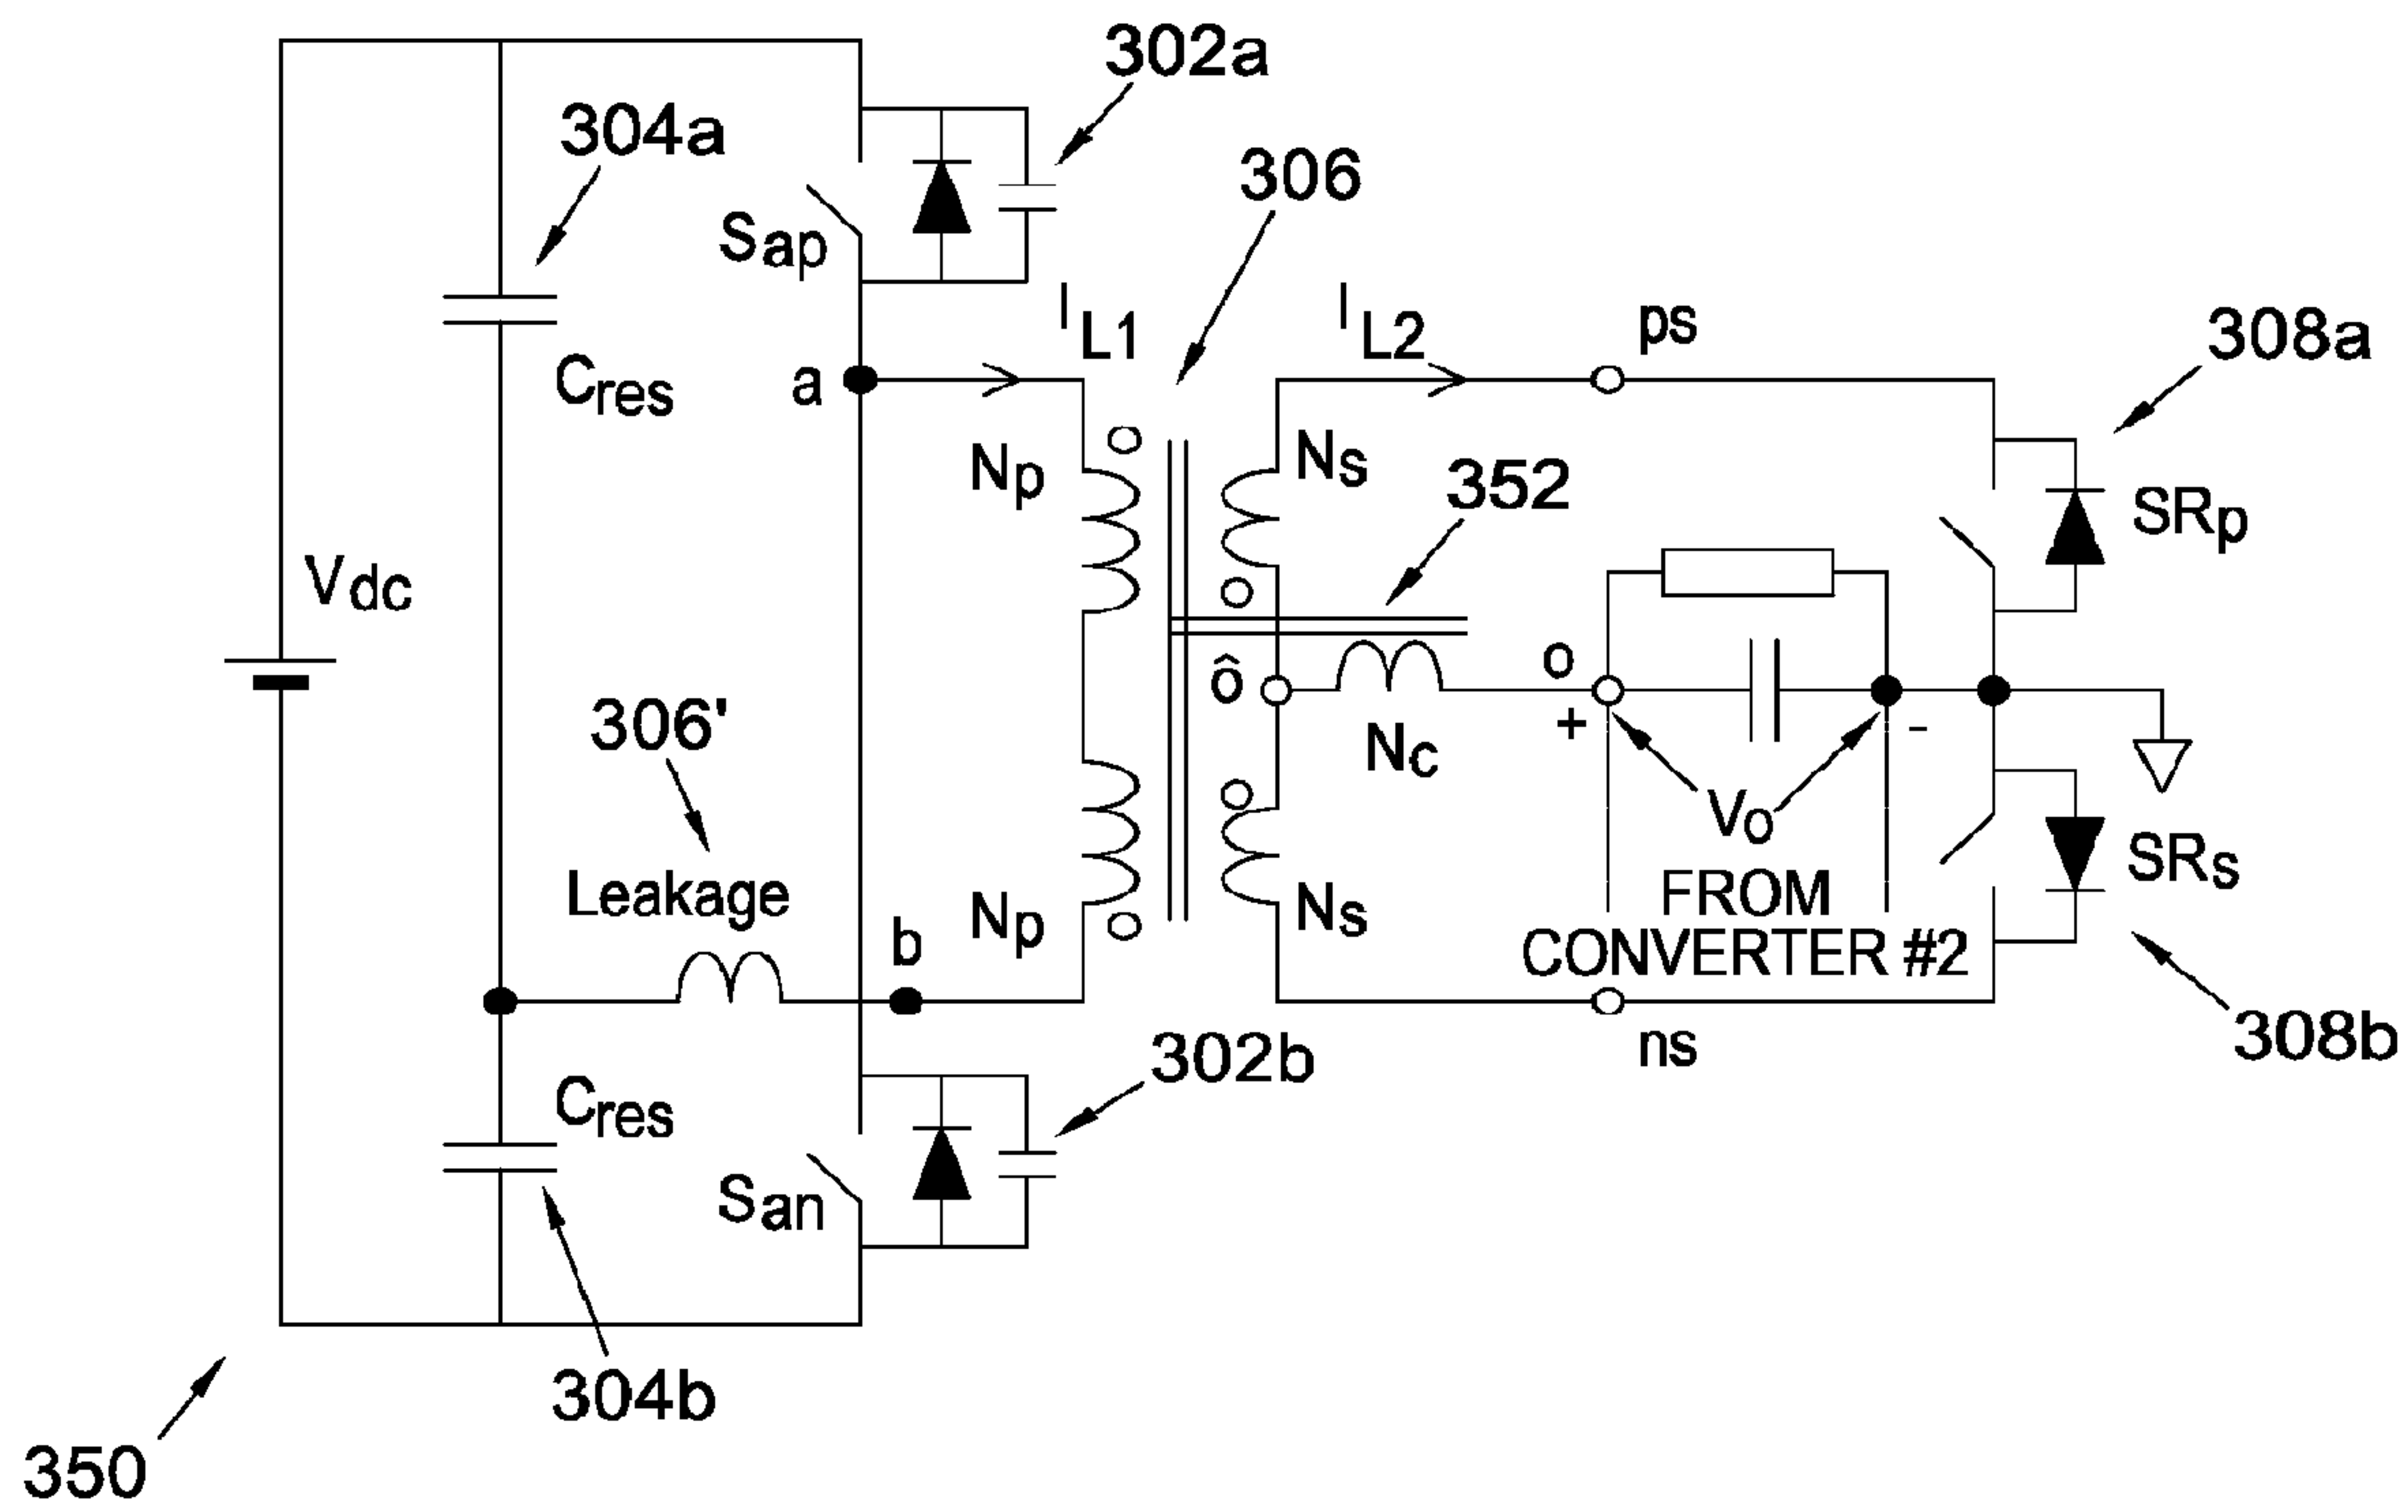 302a
304a
306
Sap
IL1
IL2
ps
308a
Cres
a
Np
Ns
352
SRp
Vdc
ô
o
+
-
Nc
306'
Vo
Leakage
b
Np
Ns
FROM
CONVERTER #2
SRs
302b
ns
308b
Cres
San
304b
350